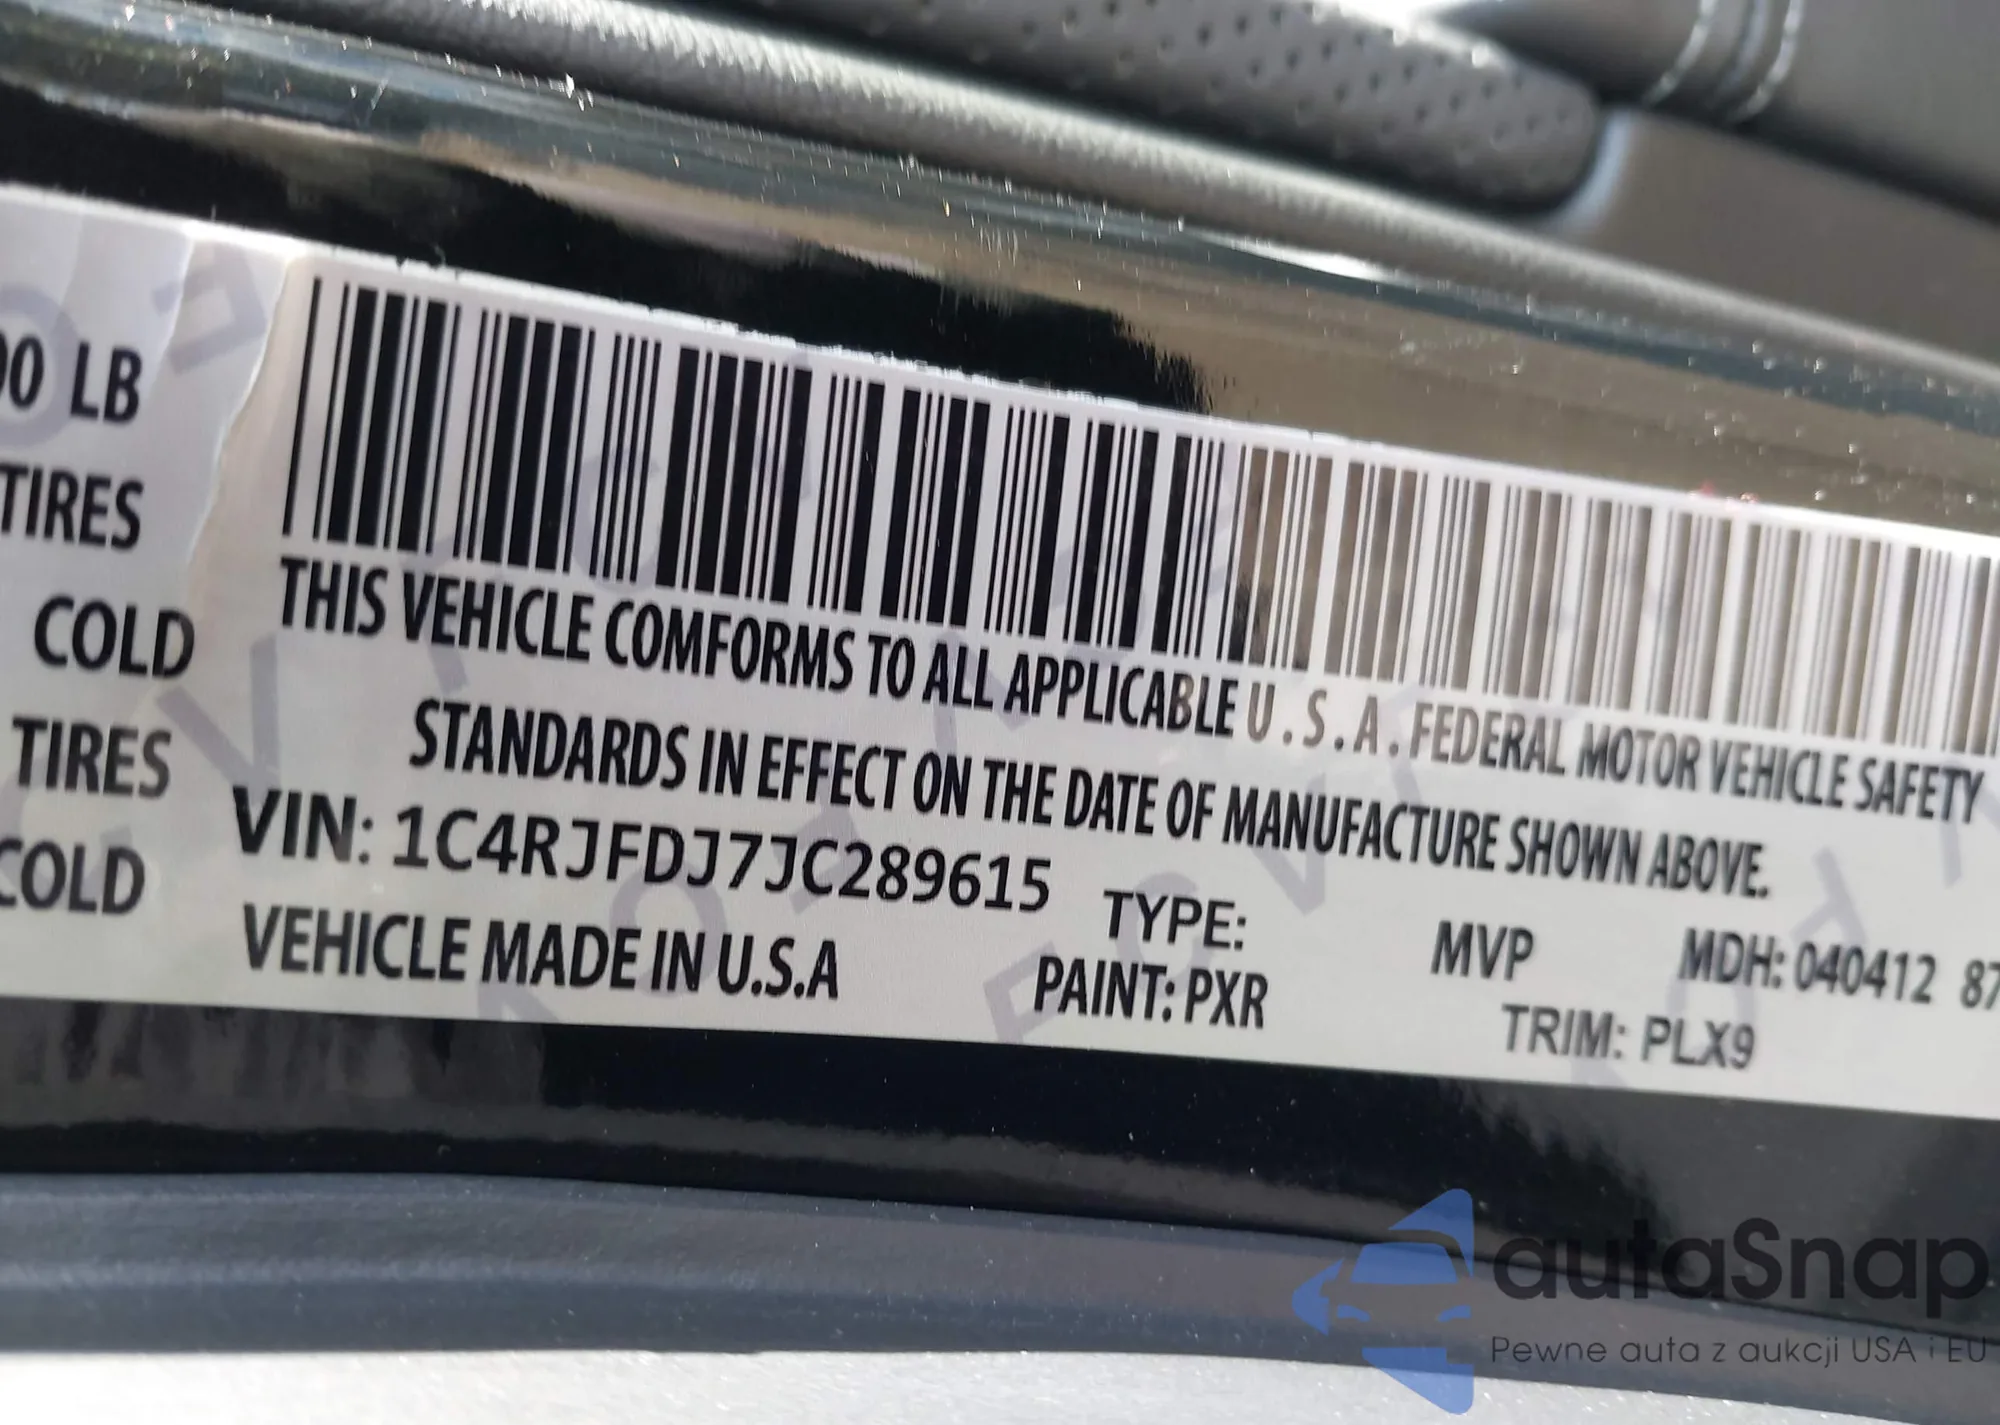 00 LB
TIRES
COLD
TIRES
COLD
THIS VEHICLE COMFORMS TO ALL APPLICABLE U.S.A. FEDERAL MOTOR VEHICLE SAFETY
STANDARDS IN EFFECT ON THE DATE OF MANUFACTURE SHOWN ABOVE.
VIN: 1C4RJFDJ7JC289615 TYPE: MVP MDH: 040412 87
VEHICLE MADE IN U.S.A PAINT: PXR TRIM: PLX9
autaSnap
Pewne auta z aukcji USA i EU